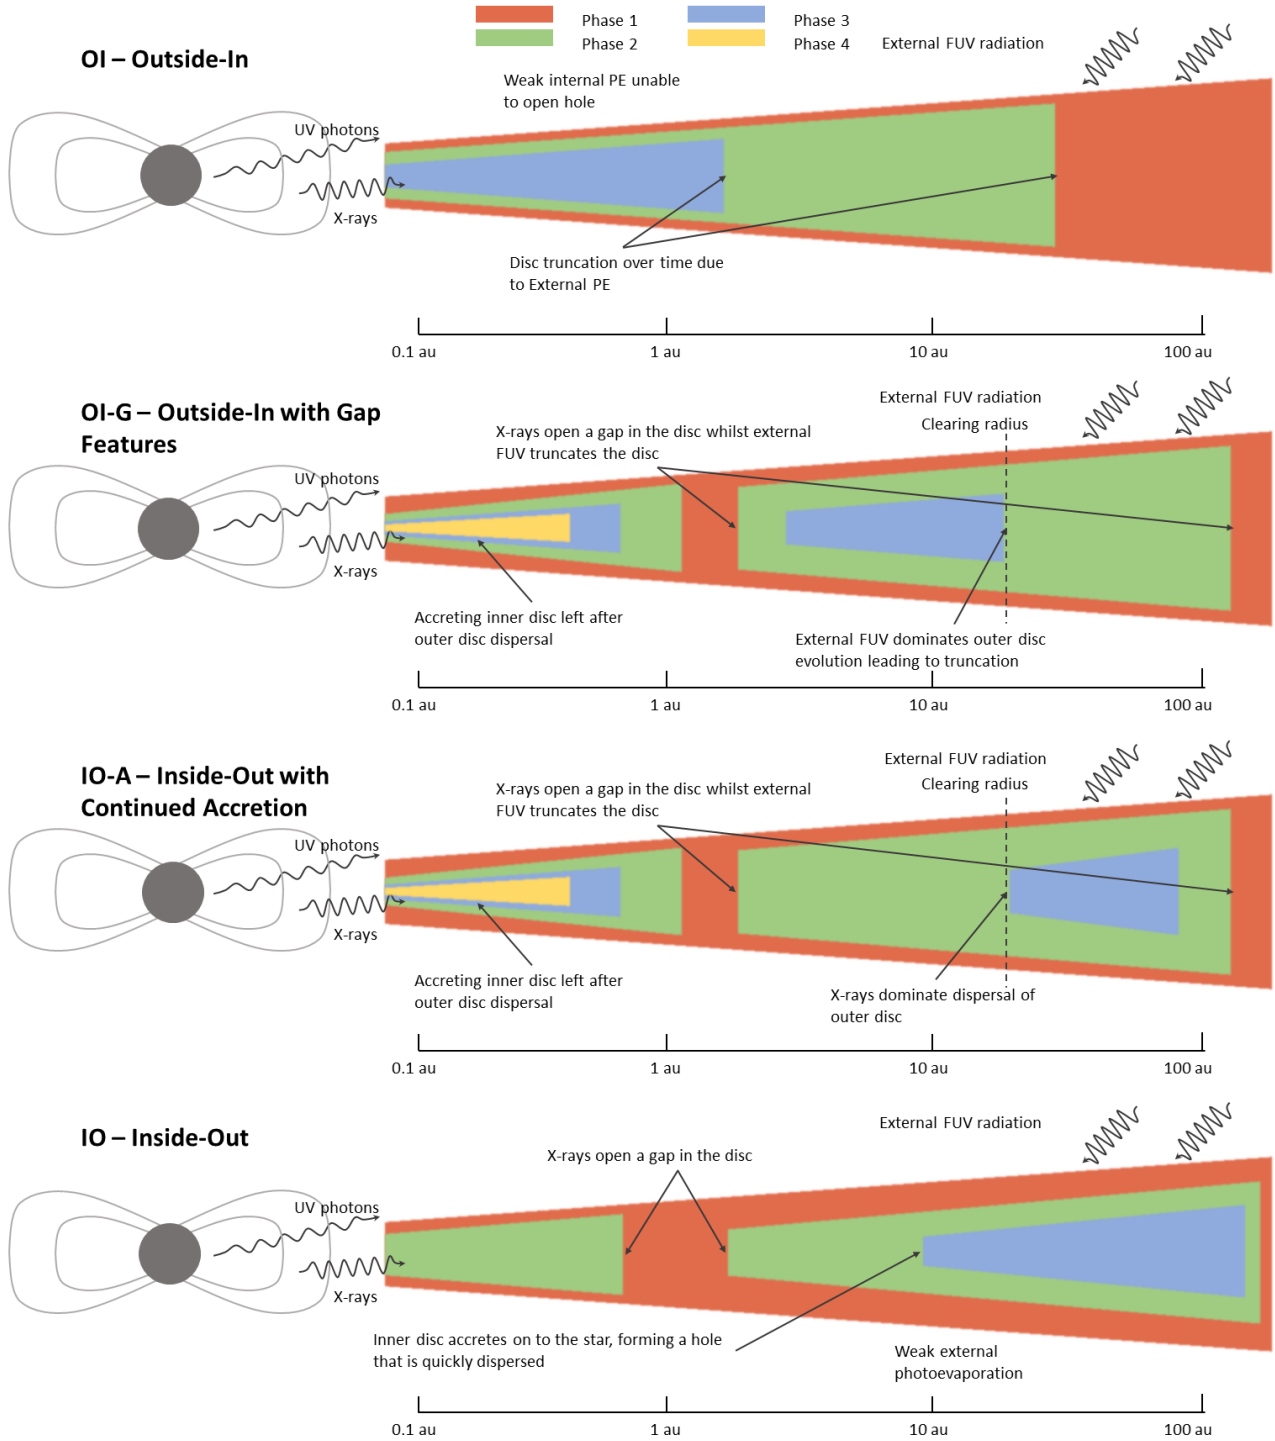 Phase 1
Phase 3
Phase 2
Phase 4
OI – Outside-In
External FUV radiation
Weak internal PE unable
to open hole
UV photons
X-rays
Disc truncation over time due
to External PE
0.1 au
1 au
10 au
100 au
OI-G – Outside-In with Gap
Features
External FUV radiation
Clearing radius
X-rays open a gap in the disc whilst external
FUV truncates the disc
UV photons
X-rays
Accreting inner disc left after
outer disc dispersal
External FUV dominates outer disc
evolution leading to truncation
0.1 au
1 au
10 au
100 au
IO-A – Inside-Out with
Continued Accretion
External FUV radiation
Clearing radius
X-rays open a gap in the disc whilst external
FUV truncates the disc
UV photons
X-rays
Accreting inner disc left after
outer disc dispersal
X-rays dominate dispersal of
outer disc
0.1 au
1 au
10 au
100 au
IO – Inside-Out
External FUV radiation
X-rays open a gap in the disc
UV photons
X-rays
Inner disc accretes on to the star, forming a hole
that is quickly dispersed
Weak external
photoevaporation
0.1 au
1 au
10 au
100 au